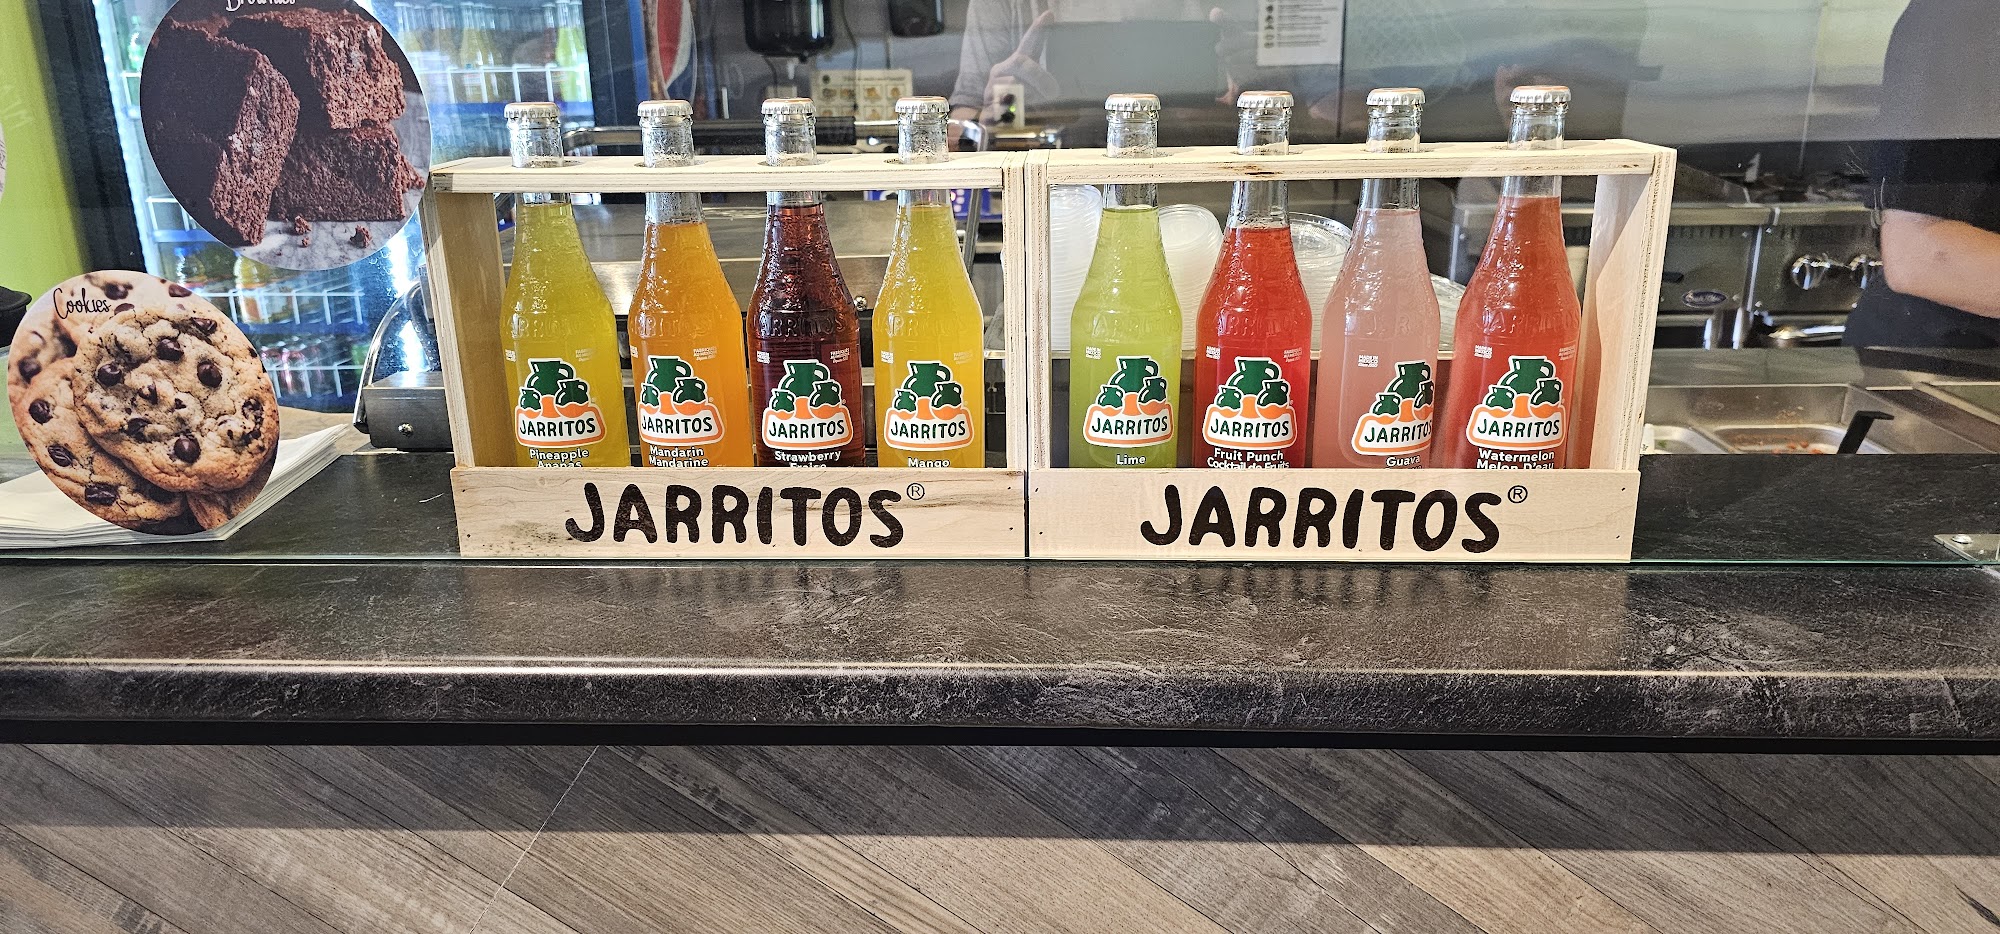 Brownies
Cookies
JARRITOS
Pineapple
Ananas
JARRITOS
Mandarin
Mandarine
JARRITOS
Strawberry
Fraise
JARRITOS
Mango
JARRITOS
Lime
JARRITOS
Fruit Punch
Cocktail de Fruits
JARRITOS
Guava
JARRITOS
Watermelon
Melon D'eau
JARRITOS®
JARRITOS®